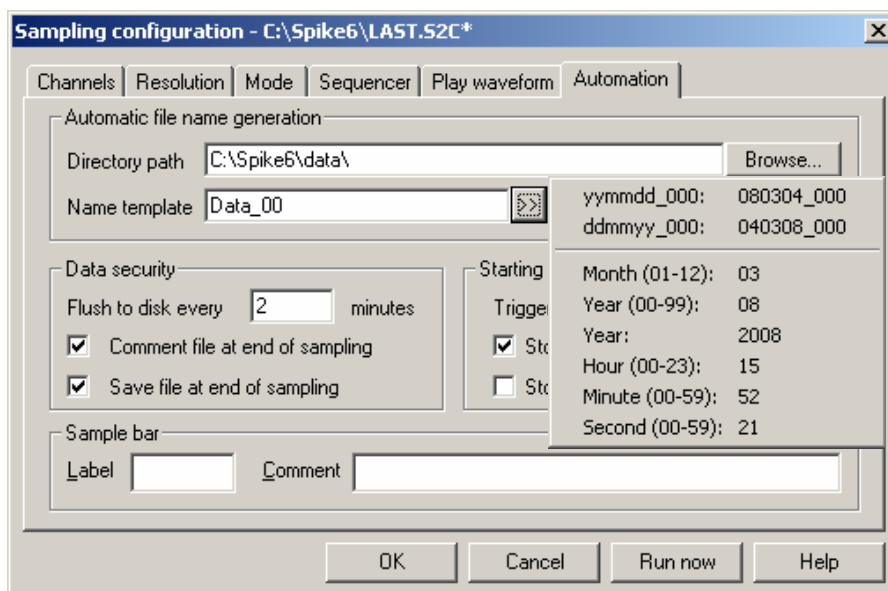 Sampling configuration - C:\Spike6\LAST.S2C*
Channels Resolution Mode Sequencer Play waveform Automation
Automatic file name generation
Directory path C:\Spike6\data\ Browse...
Name template Data_00 >>
yymmdd_000: 080304_000
ddmmyy_000: 040308_000
Month (01-12): 03
Year (00-99): 08
Year: 2008
Hour (00-23): 15
Minute (00-59): 52
Second (00-59): 21
Data security
Flush to disk every 2 minutes
Comment file at end of sampling
Save file at end of sampling
Starting
Trigge
Sto
Sto
Sample bar
Label Comment
OK Cancel Run now Help